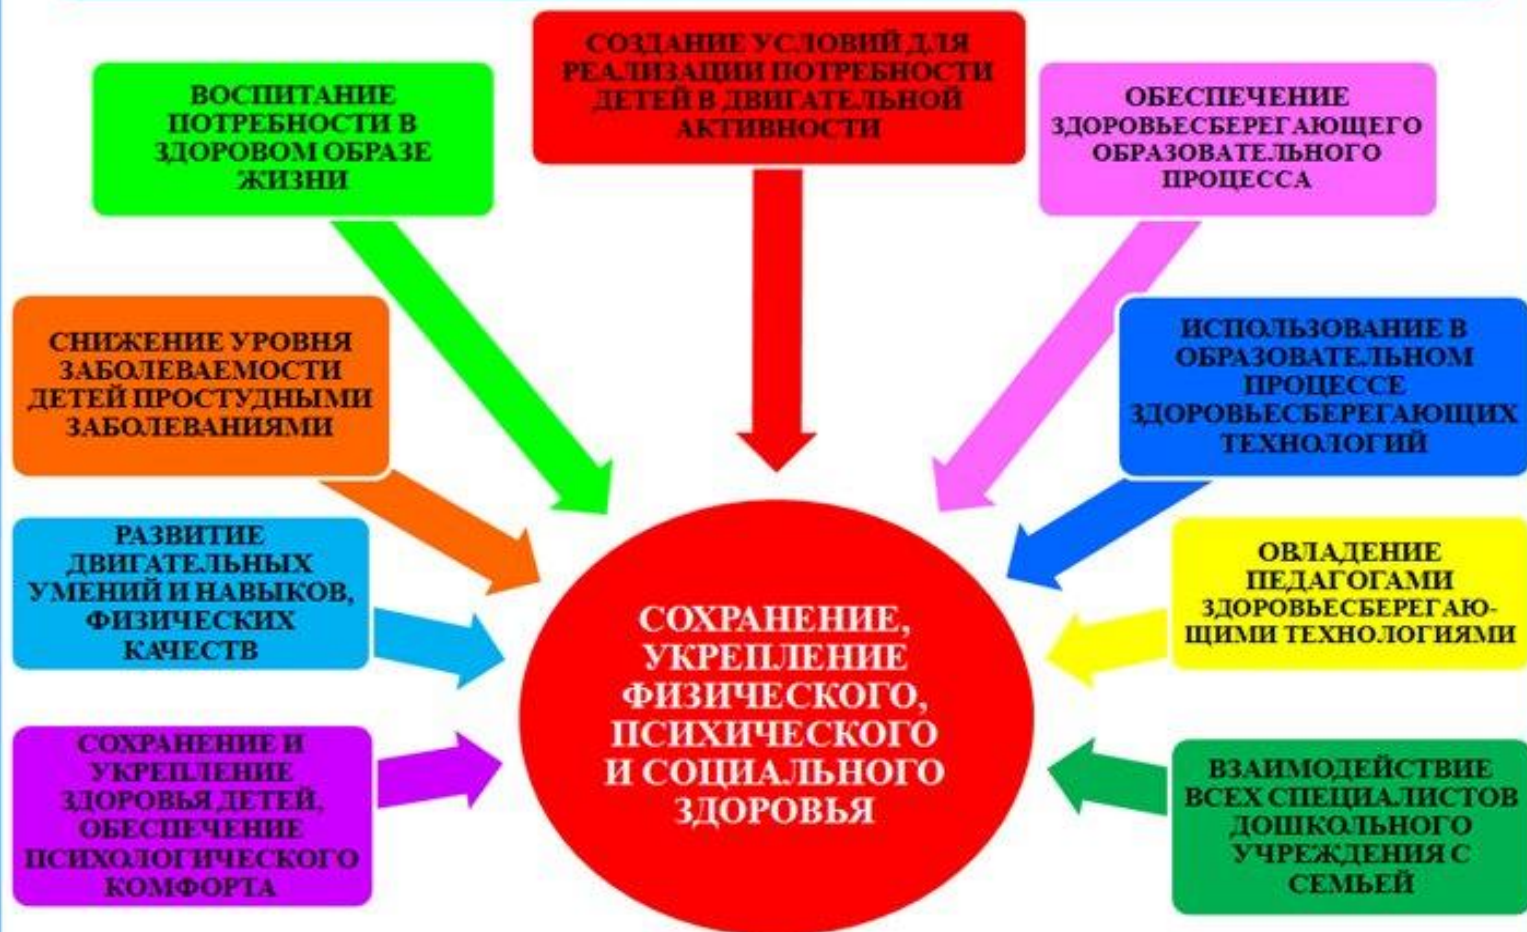 СОЗДАНИЕ УСЛОВИЙ ДЛЯ
РЕАЛИЗАЦИИ ПОТРЕБНОСТИ
ДЕТЕЙ В ДВИГАТЕЛЬНОЙ
АКТИВНОСТИ
ВОСПИТАНИЕ
ПОТРЕБНОСТИ В
ЗДОРОВОМ ОБРАЗЕ
ЖИЗНИ
ОБЕСПЕЧЕНИЕ
ЗДОРОВЬЕСБЕРЕГАЮЩЕГО
ОБРАЗОВАТЕЛЬНОГО
ПРОЦЕССА
СНИЖЕНИЕ УРОВНЯ
ЗАБОЛЕВАЕМОСТИ
ДЕТЕЙ ПРОСТУДНЫМИ
ЗАБОЛЕВАНИЯМИ
ИСПОЛЬЗОВАНИЕ В
ОБРАЗОВАТЕЛЬНОМ
ПРОЦЕССЕ
ЗДОРОВЬЕСБЕРЕГАЮЩИХ
ТЕХНОЛОГИЙ
РАЗВИТИЕ
ДВИГАТЕЛЬНЫХ
УМЕНИЙ И НАВЫКОВ,
ФИЗИЧЕСКИХ
КАЧЕСТВ
ОВЛАДЕНИЕ
ПЕДАГОГАМИ
ЗДОРОВЬЕСБЕРЕГАЮ-
ЩИМИ ТЕХНОЛОГИЯМИ
СОХРАНЕНИЕ,
УКРЕПЛЕНИЕ
ФИЗИЧЕСКОГО,
ПСИХИЧЕСКОГО
И СОЦИАЛЬНОГО
ЗДОРОВЬЯ
СОХРАНЕНИЕ И
УКРЕПЛЕНИЕ
ЗДОРОВЬЯ ДЕТЕЙ,
ОБЕСПЕЧЕНИЕ
ПСИХОЛОГИЧЕСКОГО
КОМФОРТА
ВЗАИМОДЕЙСТВИЕ
ВСЕХ СПЕЦИАЛИСТОВ
ДОШКОЛЬНОГО
УЧРЕЖДЕНИЯ С
СЕМЬЕЙ